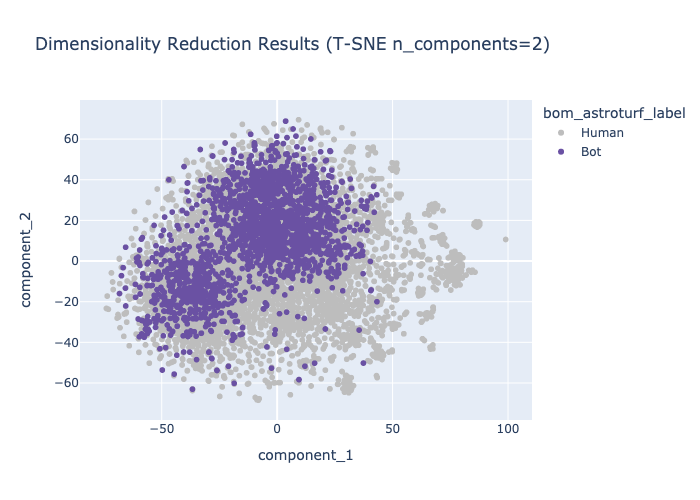 Dimensionality Reduction Results (T-SNE n_components=2)
bom_astroturf_label
Human
Bot
component_2
60
40
20
0
−20
−40
−60
−50
0
50
100
component_1